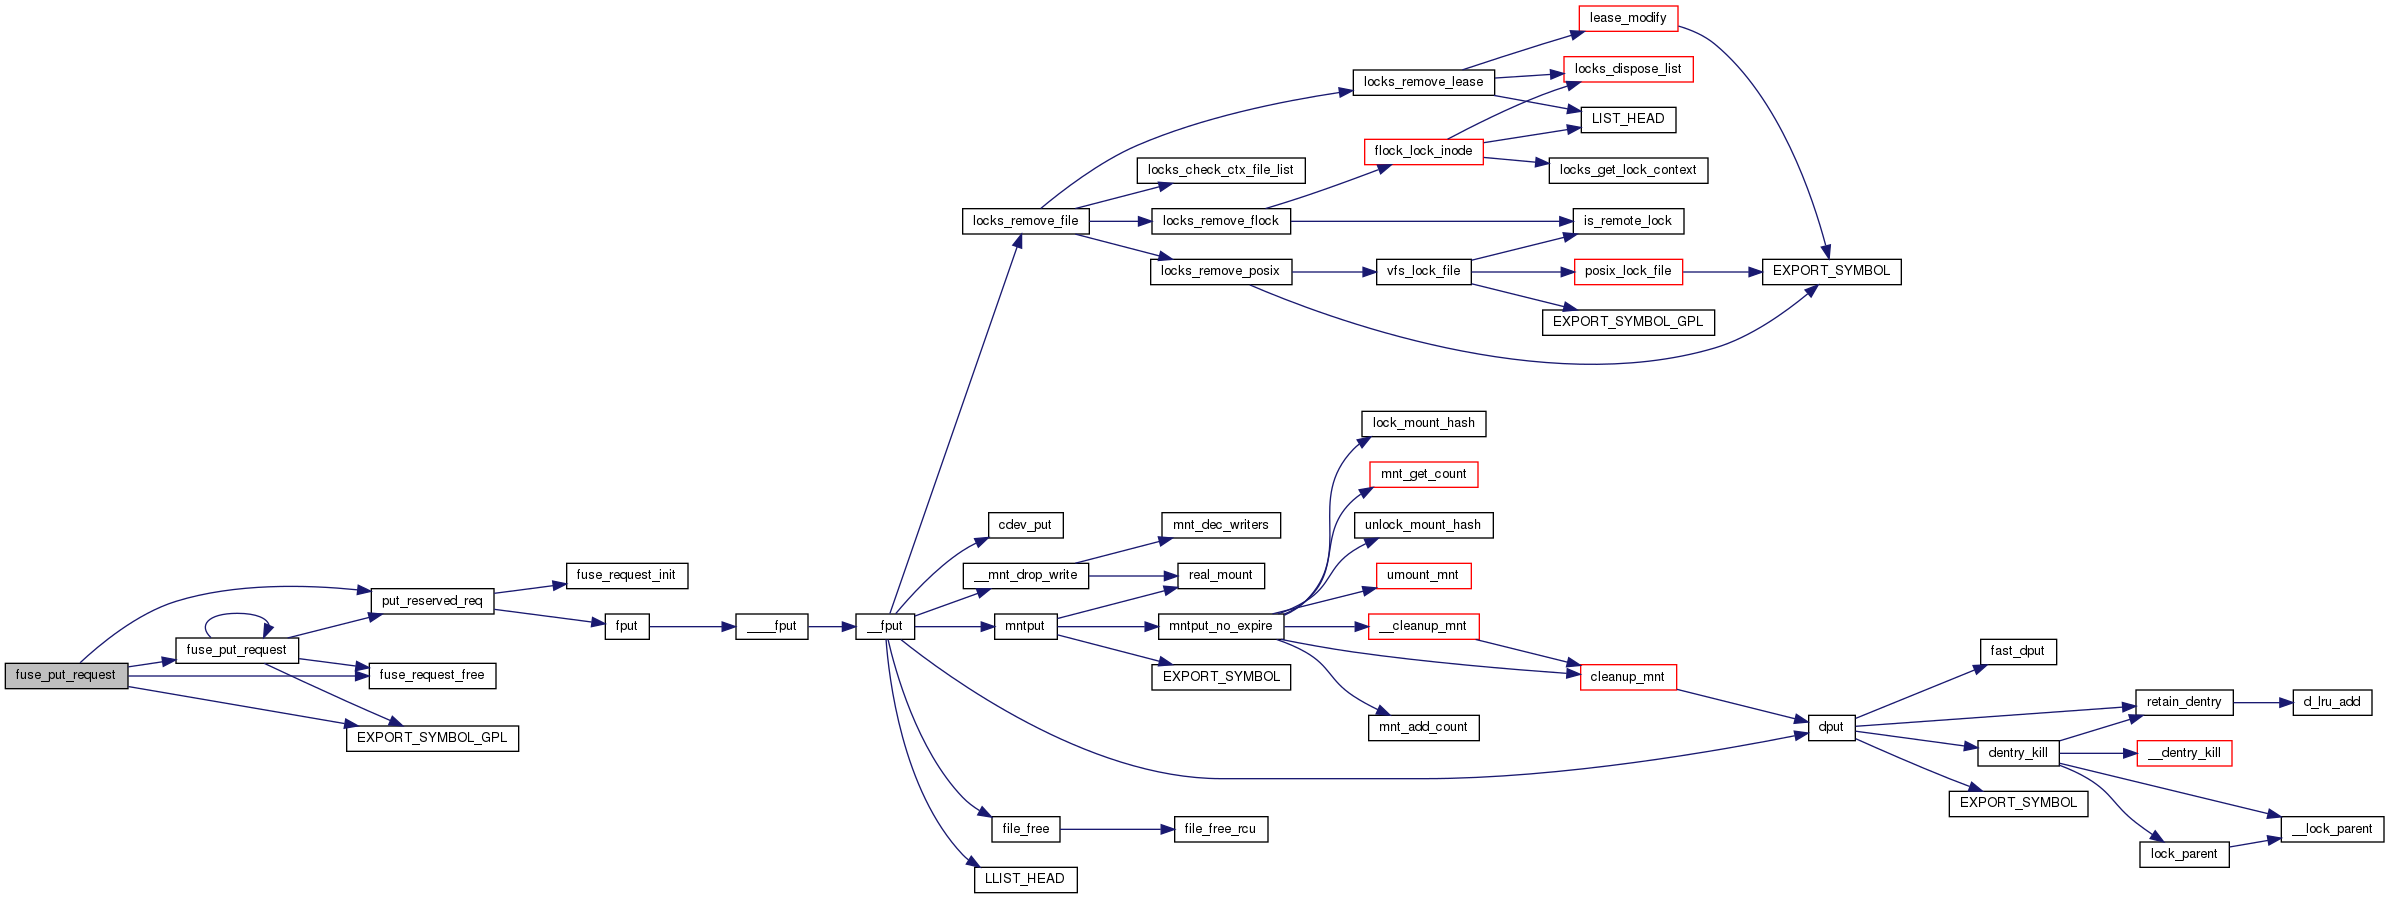 lease_modify
locks_dispose_list
locks_remove_lease
LIST_HEAD
flock_lock_inode
locks_check_ctx_file_list
locks_get_lock_context
locks_remove_file
locks_remove_flock
is_remote_lock
locks_remove_posix
vfs_lock_file
posix_lock_file
EXPORT_SYMBOL
EXPORT_SYMBOL_GPL
lock_mount_hash
mnt_get_count
cdev_put
mnt_dec_writers
unlock_mount_hash
fuse_request_init
__mnt_drop_write
real_mount
umount_mnt
put_reserved_req
fput
____fput
__fput
mntput
mntput_no_expire
__cleanup_mnt
fuse_put_request
fast_dput
fuse_put_request
fuse_request_free
EXPORT_SYMBOL
cleanup_mnt
retain_dentry
d_lru_add
EXPORT_SYMBOL_GPL
mnt_add_count
dput
dentry_kill
__dentry_kill
EXPORT_SYMBOL
file_free
file_free_rcu
__lock_parent
lock_parent
LLIST_HEAD